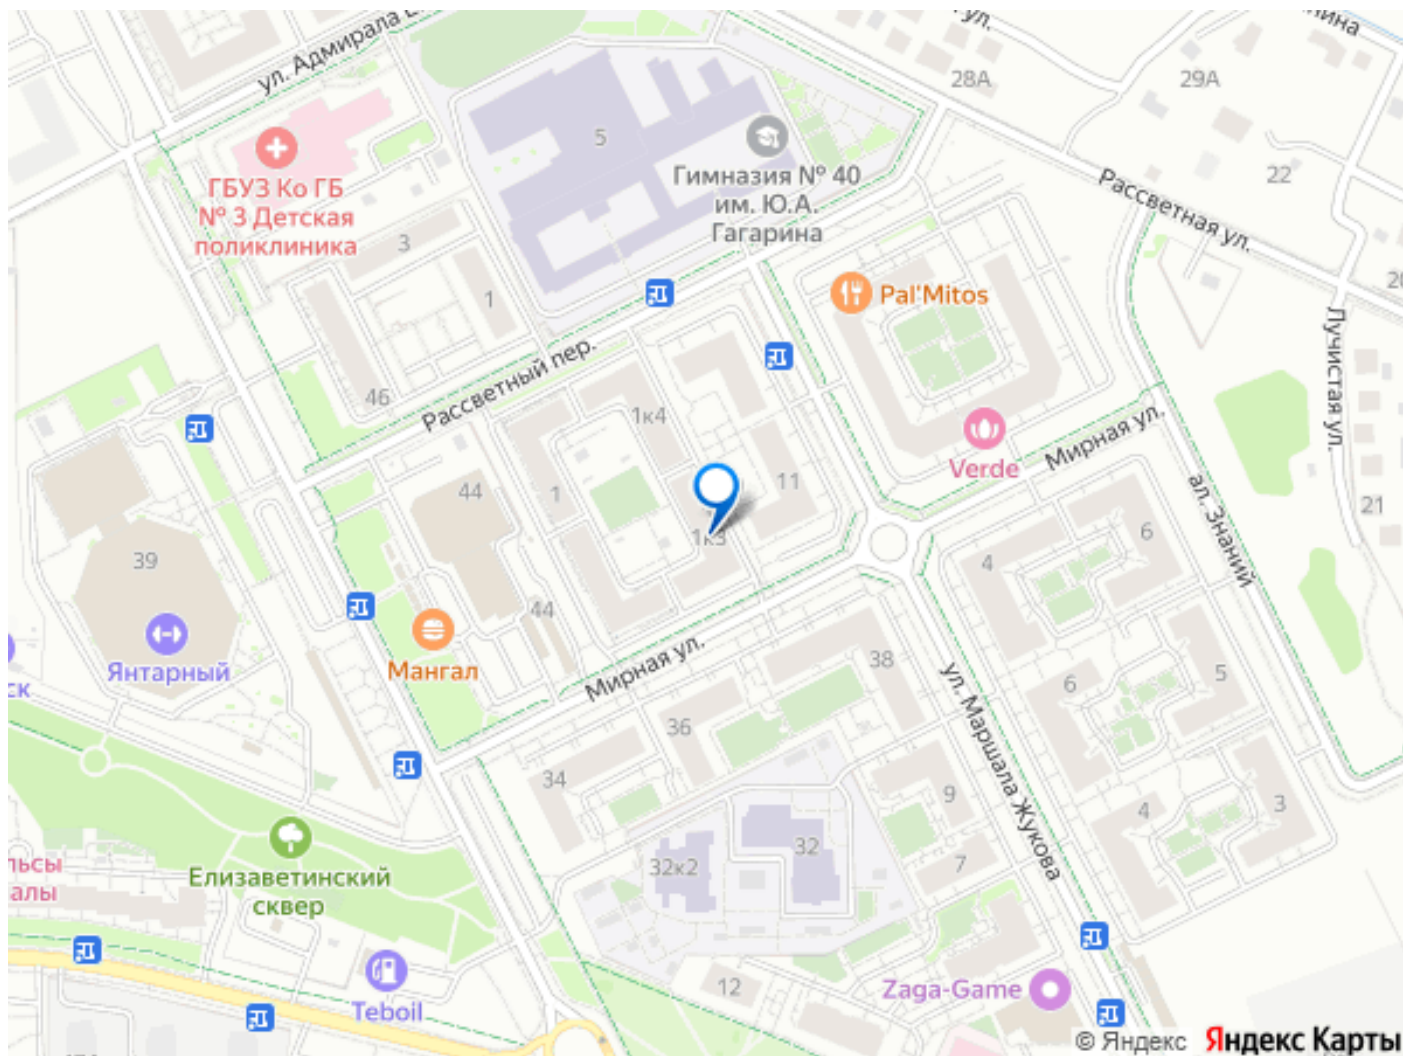 ул. Адмирала
ул.
28А
29А
22
5
Гимназия № 40
им. Ю.А.
Гагарина
ГБУЗ Ко ГБ
№ 3 Детская
поликлиника
3
1
46
Рассветный пер.
Рассветная ул.
Pal'Mitos
Verde
Мирная ул.
Лучистая ул.
21
ал. Знаний
1к4
1
11
1к3
44
44
39
Янтарный
Мангал
Мирная ул.
4
6
6
5
4
3
38
36
34
9
7
32
32к2
ул. Маршала Жукова
Елизаветинский
сквер
Teboil
12
Zaga-Game
© Яндекс
Яндекс Карты